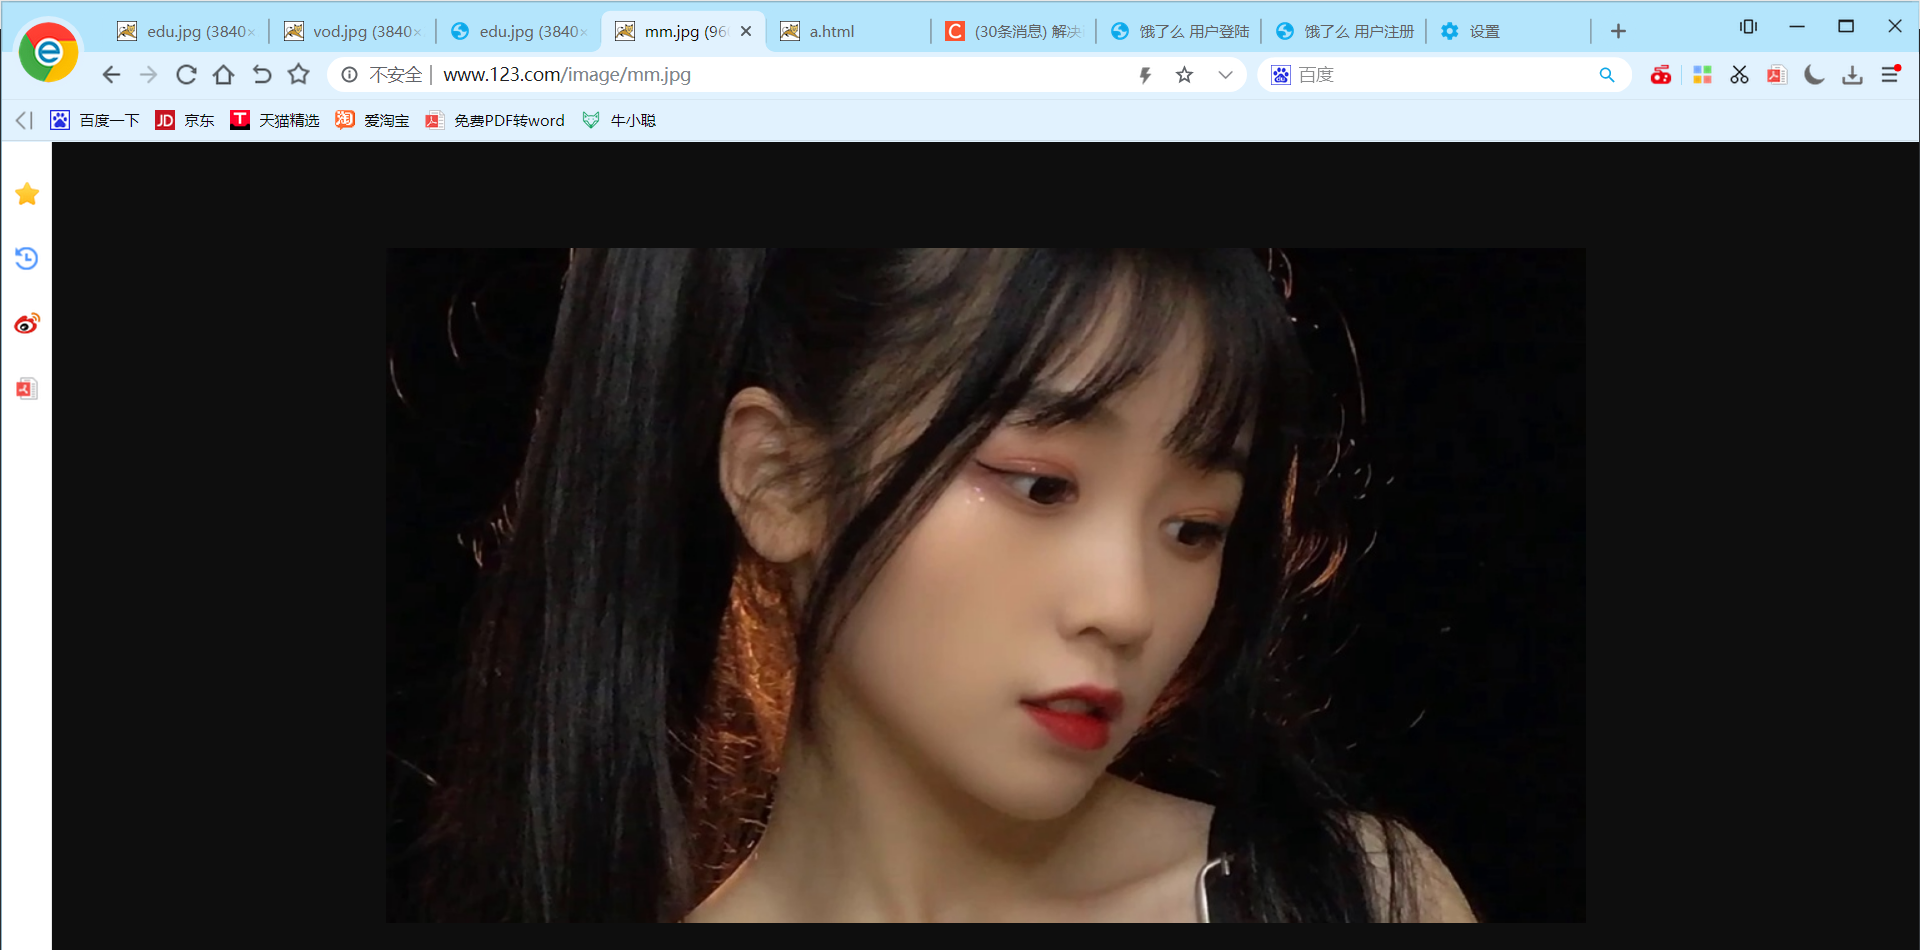 edu.jpg (3840×
vod.jpg (3840×
edu.jpg (3840×
mm.jpg (96
a.html
C (30条消息) 解决
饿了么 用户登陆
饿了么 用户注册
设置
不安全 | www.123.com/image/mm.jpg
百度
百度一下
JD 京东
T 天猫精选
淘 爱淘宝
免费PDF转word
牛小聪